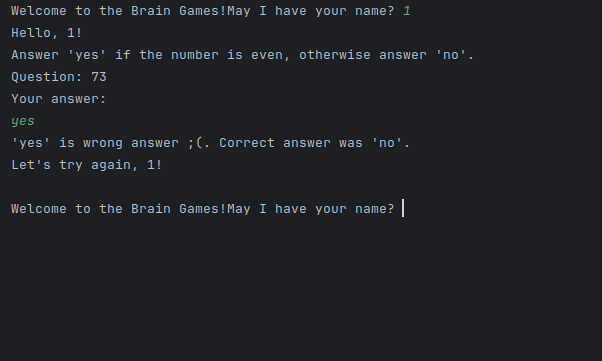 Welcome to the Brain Games!May I have your name? 1
Hello, 1!
Answer 'yes' if the number is even, otherwise answer 'no'.
Question: 73
Your answer:
yes
'yes' is wrong answer ;(. Correct answer was 'no'.
Let's try again, 1!
Welcome to the Brain Games!May I have your name?